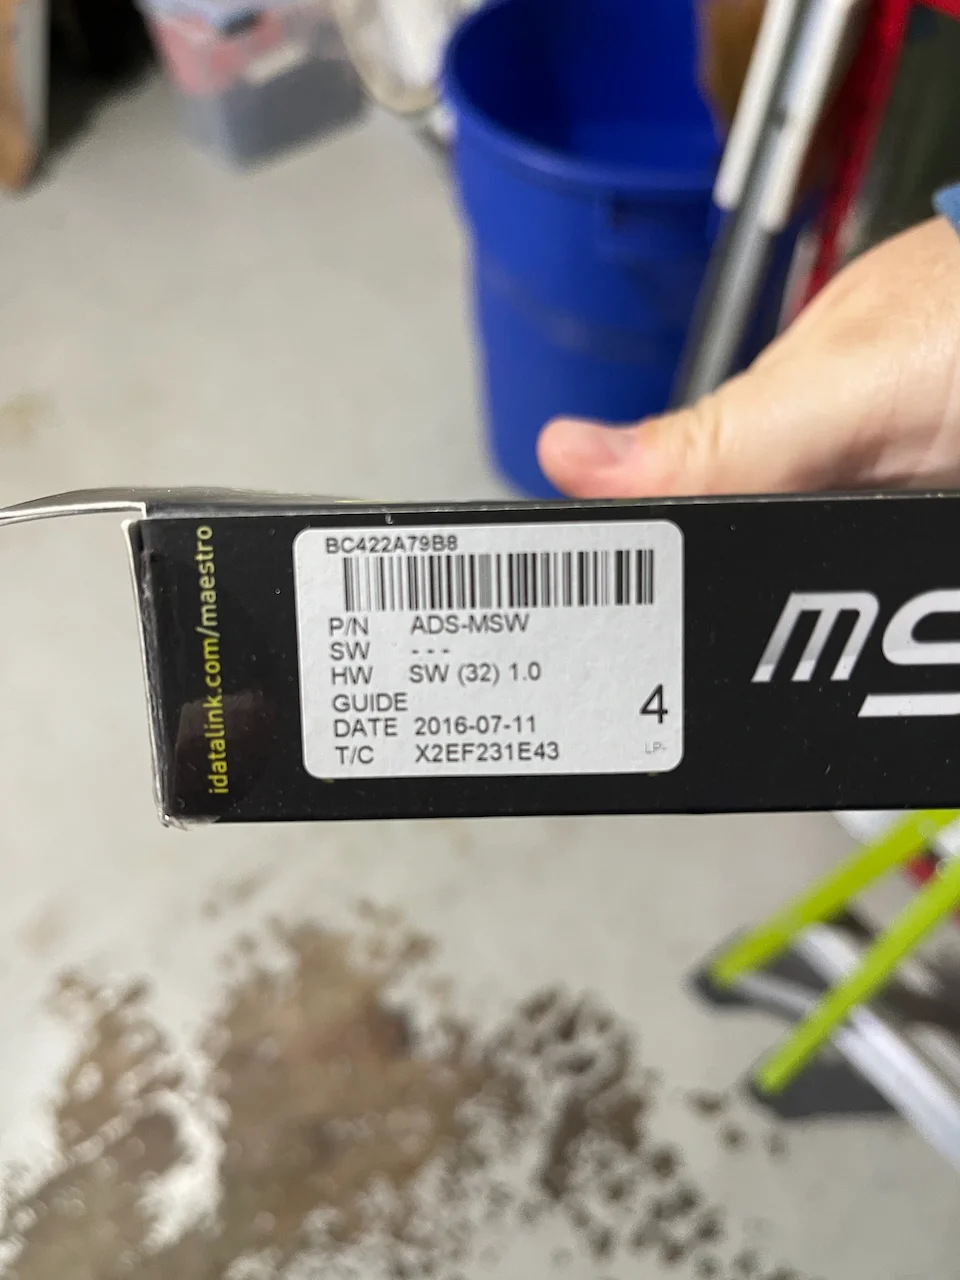 idatalink.com/maestro
BC422A79B8
P/N ADS-MSW
SW ---
HW SW (32) 1.0
GUIDE
DATE 2016-07-11
T/C X2EF231E43
4
LP-